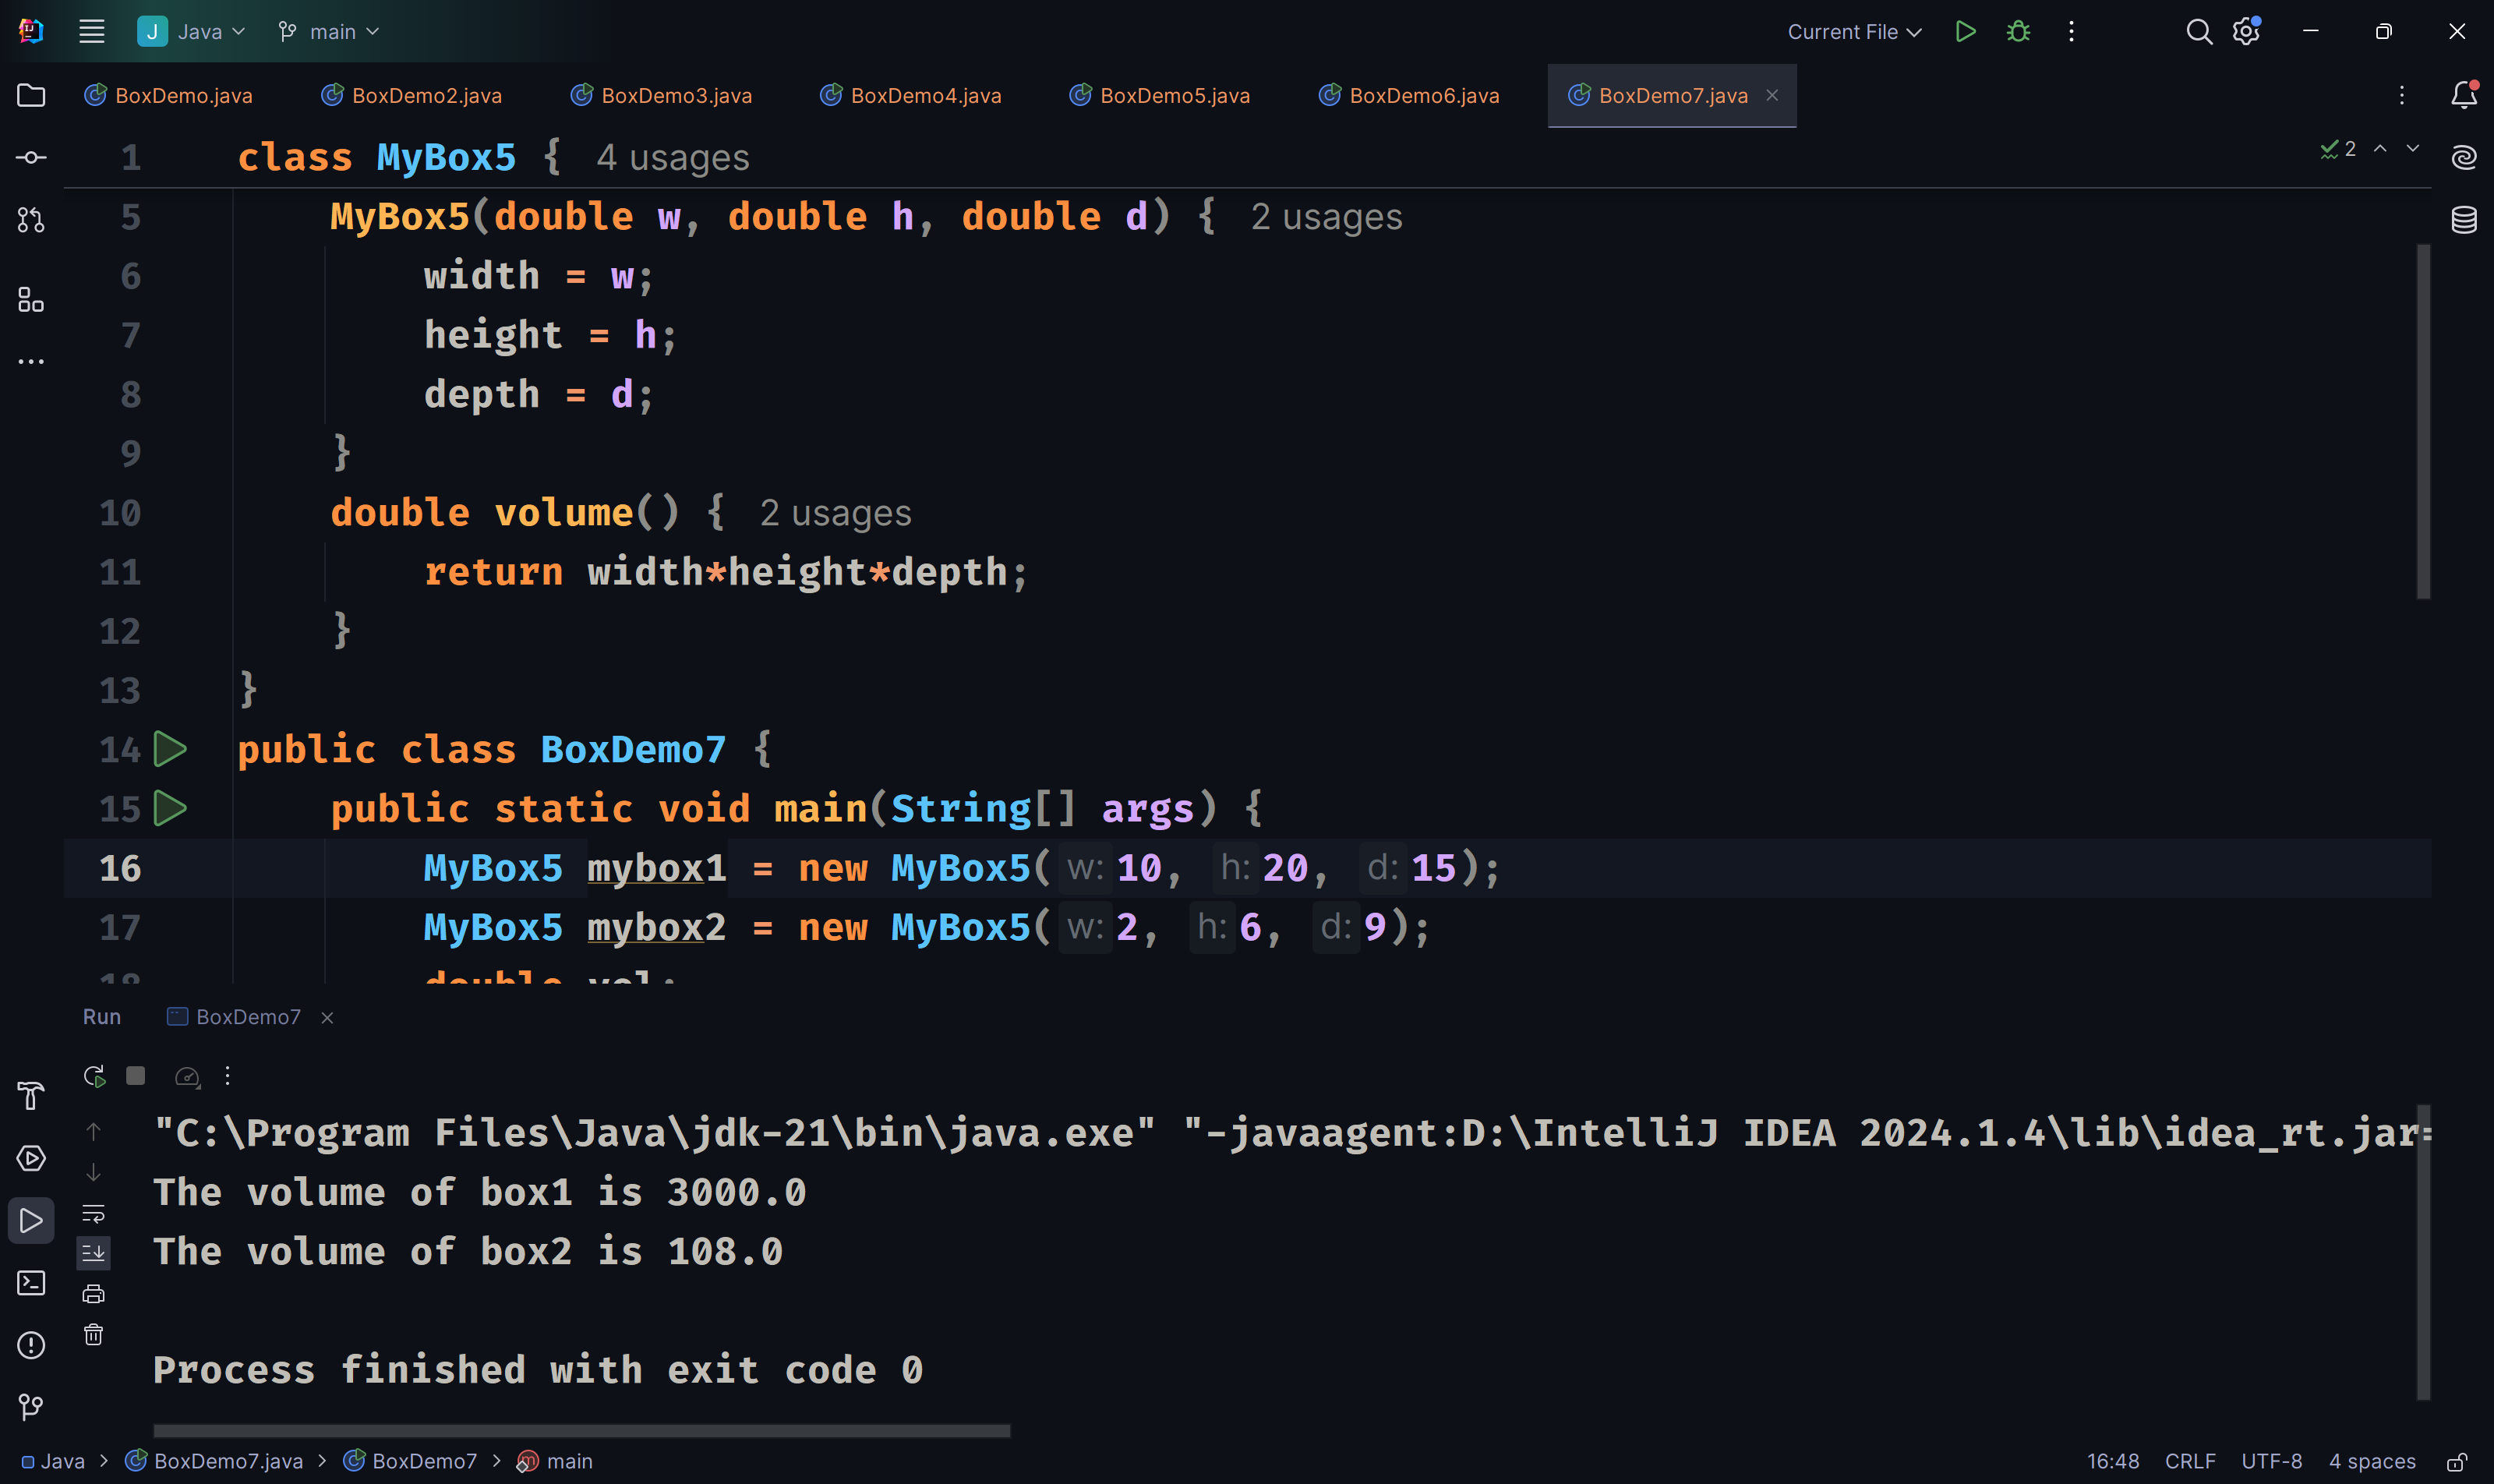 J Java main Current File
BoxDemo.java BoxDemo2.java BoxDemo3.java BoxDemo4.java BoxDemo5.java BoxDemo6.java BoxDemo7.java
1 class MyBox5 { 4 usages 2
5 MyBox5(double w, double h, double d) { 2 usages
6 width = w;
7 height = h;
8 depth = d;
9 }
10 double volume() { 2 usages
11 return width*height*depth;
12 }
13 }
14 public class BoxDemo7 {
15 public static void main(String[] args) {
16 MyBox5 mybox1 = new MyBox5( w: 10, h: 20, d: 15);
17 MyBox5 mybox2 = new MyBox5( w: 2, h: 6, d: 9);
18 double vol;
Run BoxDemo7
"C:\Program Files\Java\jdk-21\bin\java.exe" "-javaagent:D:\IntelliJ IDEA 2024.1.4\lib\idea_rt.jar=
The volume of box1 is 3000.0
The volume of box2 is 108.0
Process finished with exit code 0
Java > BoxDemo7.java > BoxDemo7 > main 16:48 CRLF UTF-8 4 spaces